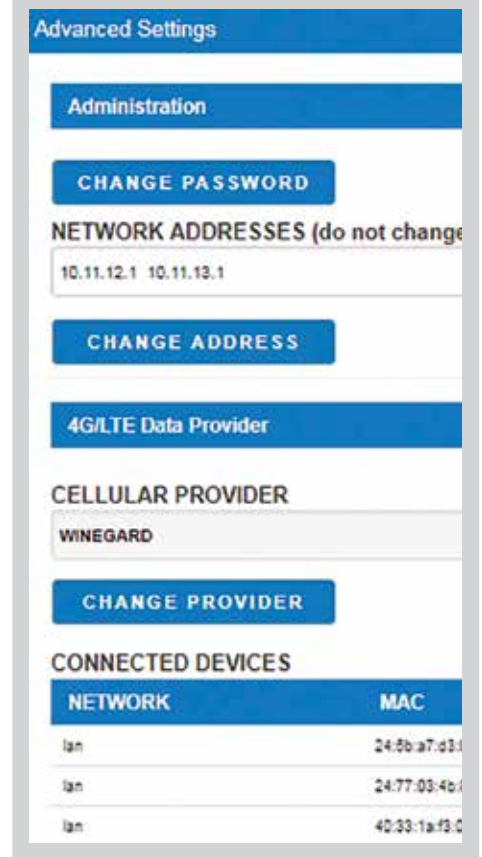 Advanced Settings
Administration
CHANGE PASSWORD
NETWORK ADDRESSES (do not change
10.11.12.1 10.11.13.1
CHANGE ADDRESS
4G/LTE Data Provider
CELLULAR PROVIDER
WINEGARD
CHANGE PROVIDER
CONNECTED DEVICES
NETWORK MAC
lan 24:5b:a7:d3:
lan 24:77:03:4b:
lan 40:33:1a:f3:0